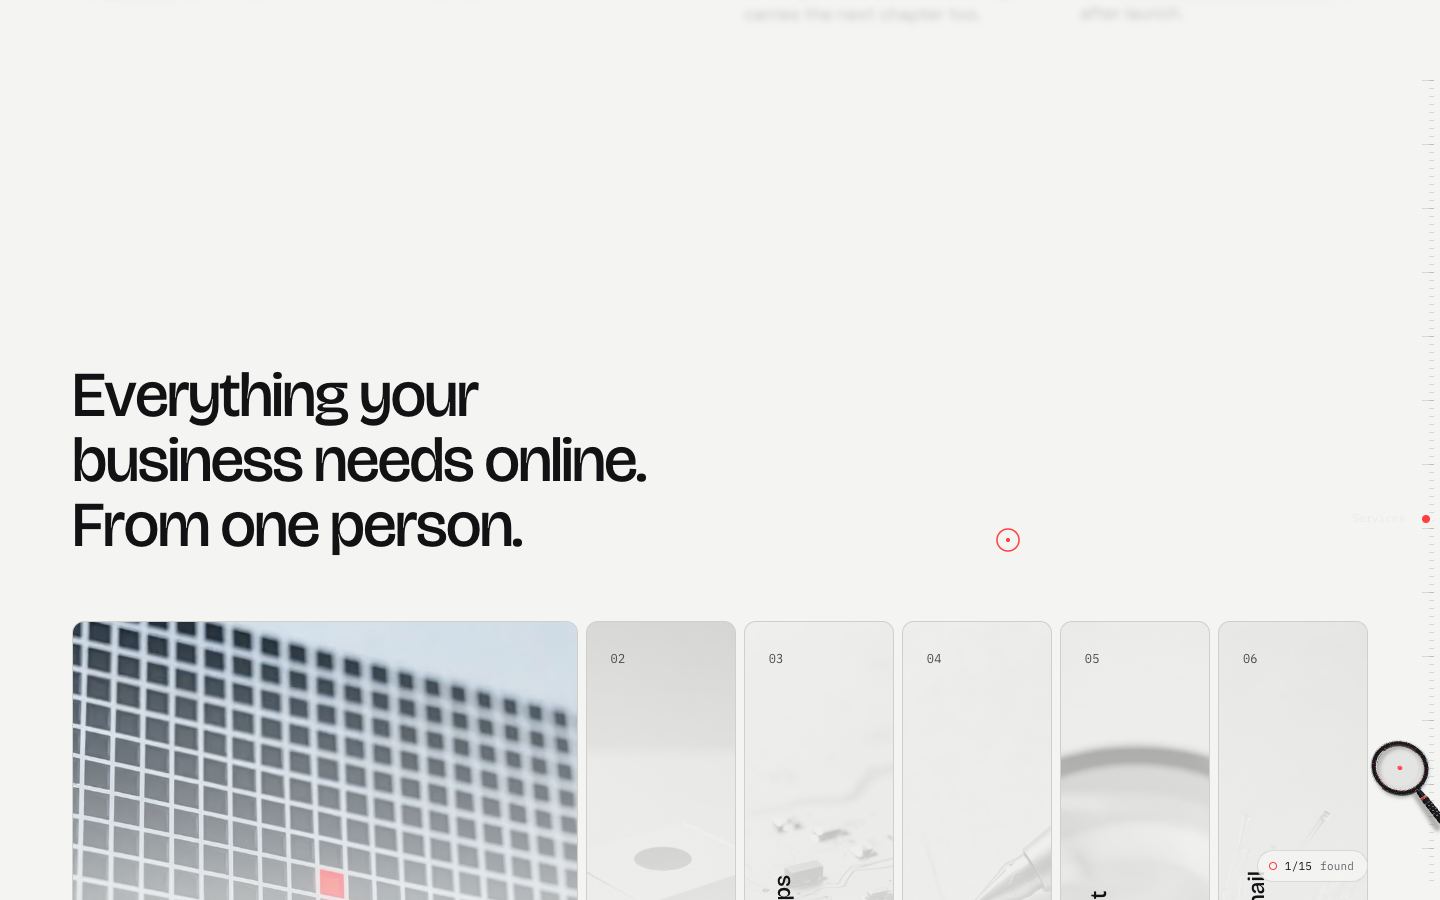 carries the next chapter too.
after launch.
Everything your
business needs online.
From one person.
Services
02
03
04
05
06
1/15 found